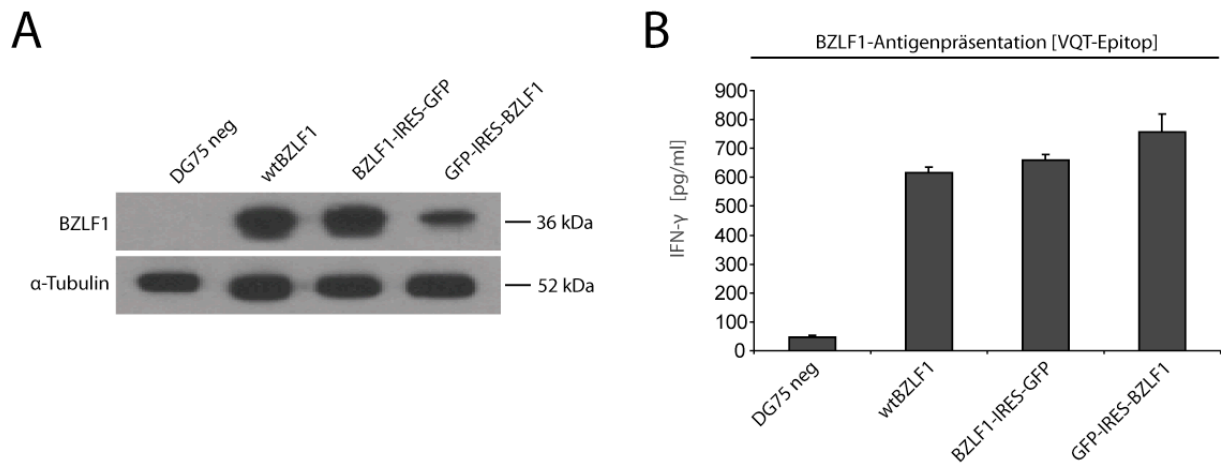 A
DG75 neg
wtBZLF1
BZLF1-IRES-GFP
GFP-IRES-BZLF1
BZLF1
36 kDa
α-Tubulin
52 kDa
B
BZLF1-Antigenpräsentation [VQT-Epitop]
IFN-γ [pg/ml]
900
800
700
600
500
400
300
200
100
0
DG75 neg
wtBZLF1
BZLF1-IRES-GFP
GFP-IRES-BZLF1